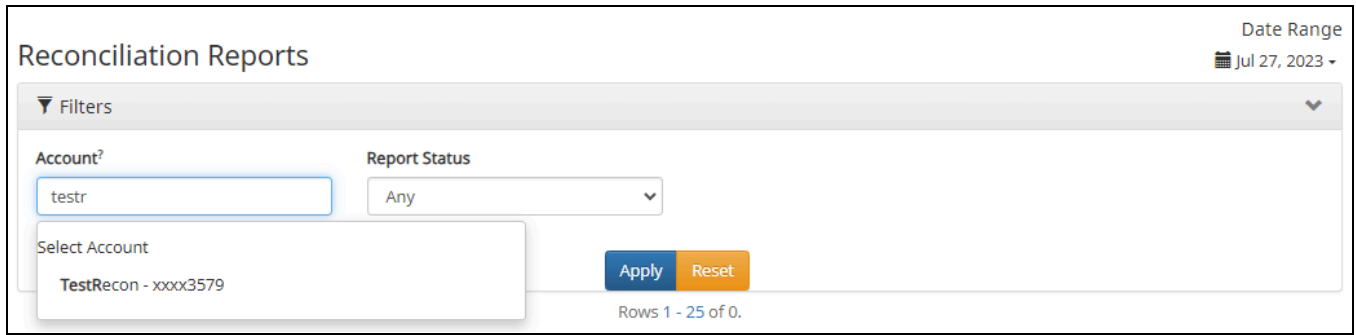 Date Range
Reconciliation Reports
Jul 27, 2023
Filters
Account?
Report Status
testr
Any
Select Account
TestRecon - xxxx3579
Apply
Reset
Rows 1 - 25 of 0.